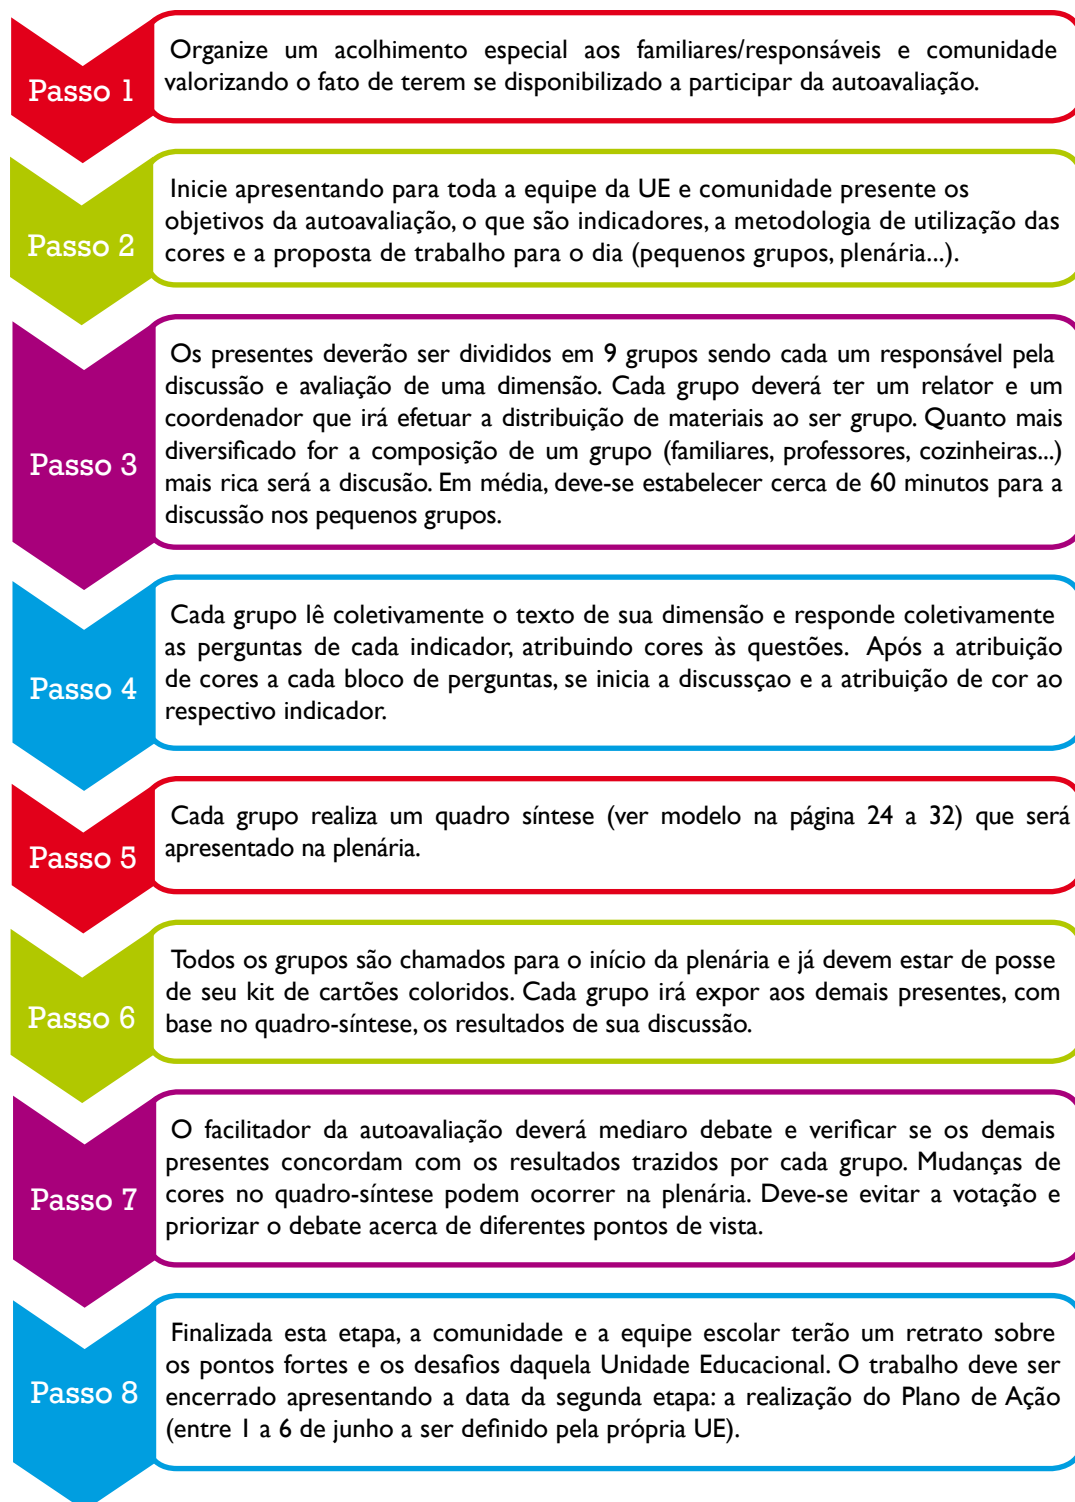 Passo 1
Organize um acolhimento especial aos familiares/responsáveis e comunidade
valorizando o fato de terem se disponibilizado a participar da autoavaliação.
Passo 2
Inicie apresentando para toda a equipe da UE e comunidade presente os
objetivos da autoavaliação, o que são indicadores, a metodologia de utilização das
cores e a proposta de trabalho para o dia (pequenos grupos, plenária...).
Passo 3
Os presentes deverão ser divididos em 9 grupos sendo cada um responsável pela
discussão e avaliação de uma dimensão. Cada grupo deverá ter um relator e um
coordenador que irá efetuar a distribuição de materiais ao ser grupo. Quanto mais
diversificado for a composição de um grupo (familiares, professores, cozinheiras...)
mais rica será a discusão. Em média, deve-se estabelecer cerca de 60 minutos para a
discussão nos pequenos grupos.
Passo 4
Cada grupo lê coletivamente o texto de sua dimensão e responde coletivamente
as perguntas de cada indicador, atribuindo cores às questões. Após a atribuição
de cores a cada bloco de perguntas, se inicia a discussçao e a atribuição de cor ao
respectivo indicador.
Passo 5
Cada grupo realiza um quadro síntese (ver modelo na página 24 a 32) que será
apresentado na plenária.
Passo 6
Todos os grupos são chamados para o início da plenária e já devem estar de posse
de seu kit de cartões coloridos. Cada grupo irá expor aos demais presentes, com
base no quadro-síntese, os resultados de sua discussão.
Passo 7
O facilitador da autoavaliação deverá mediaro debate e verificar se os demais
presentes concordam com os resultados trazidos por cada grupo. Mudanças de
cores no quadro-síntese podem ocorrer na plenária. Deve-se evitar a votação e
priorizar o debate acerca de diferentes pontos de vista.
Passo 8
Finalizada esta etapa, a comunidade e a equipe escolar terão um retrato sobre
os pontos fortes e os desafios daquela Unidade Educacional. O trabalho deve ser
encerrado apresentando a data da segunda etapa: a realização do Plano de Ação
(entre 1 a 6 de junho a ser definido pela própria UE).